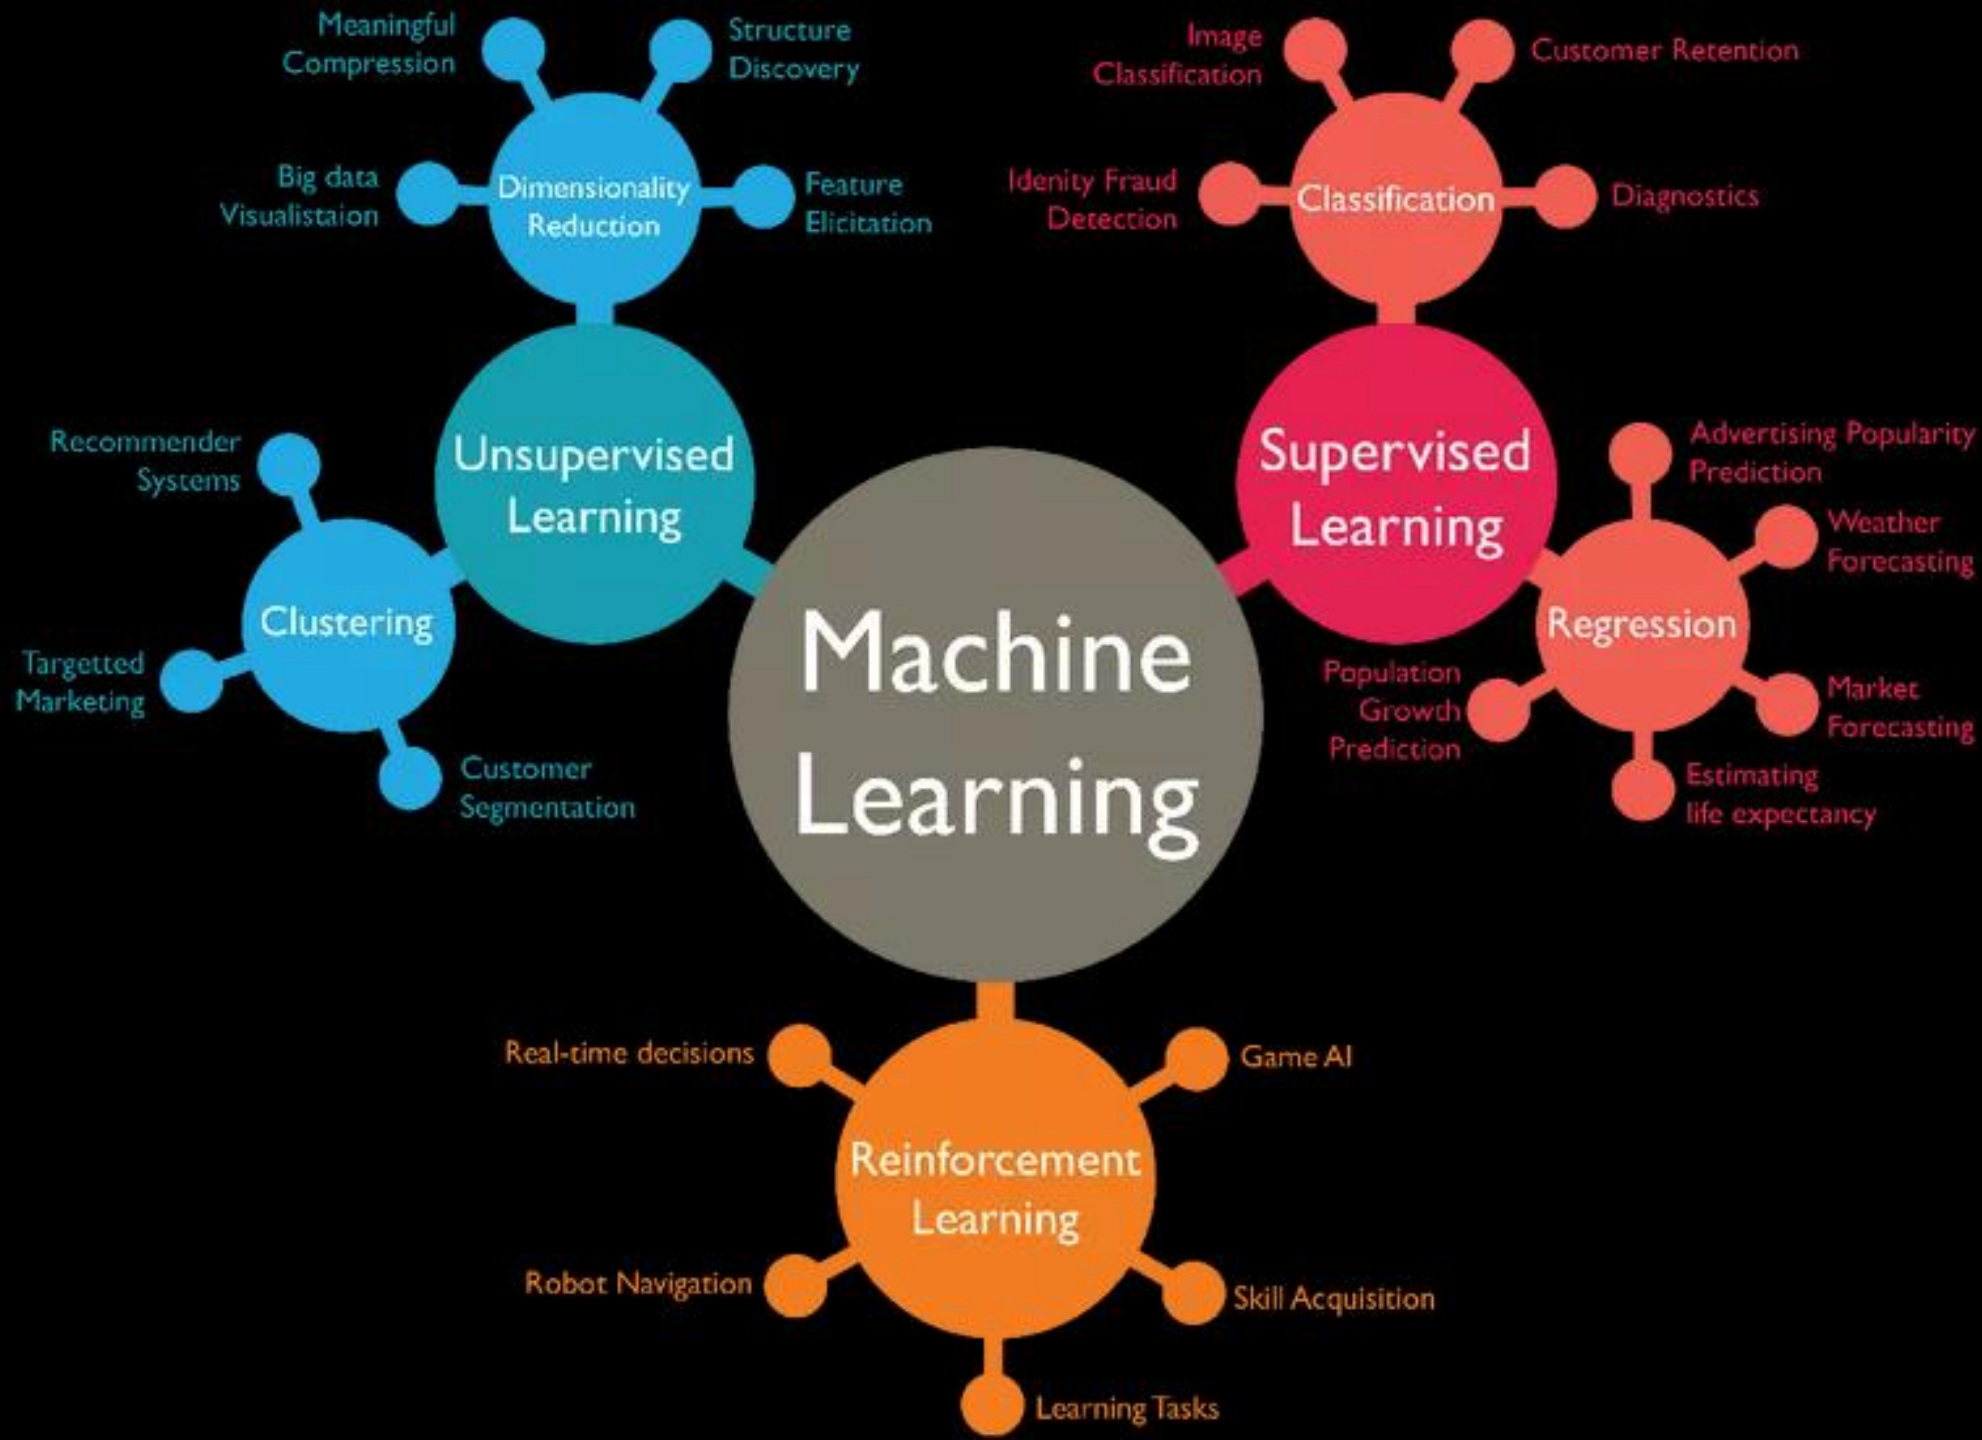 Meaningful
Compression
Structure
Discovery
Big data
Visualistaion
Dimensionality
Reduction
Feature
Elicitation
Image
Classification
Customer Retention
Idenity Fraud
Detection
Classification
Diagnostics
Unsupervised
Learning
Recommender
Systems
Clustering
Targetted
Marketing
Customer
Segmentation
Machine
Learning
Supervised
Learning
Advertising Popularity
Prediction
Weather
Forecasting
Regression
Population
Growth
Prediction
Market
Forecasting
Estimating
life expectancy
Real-time decisions
Game AI
Reinforcement
Learning
Robot Navigation
Skill Acquisition
Learning Tasks